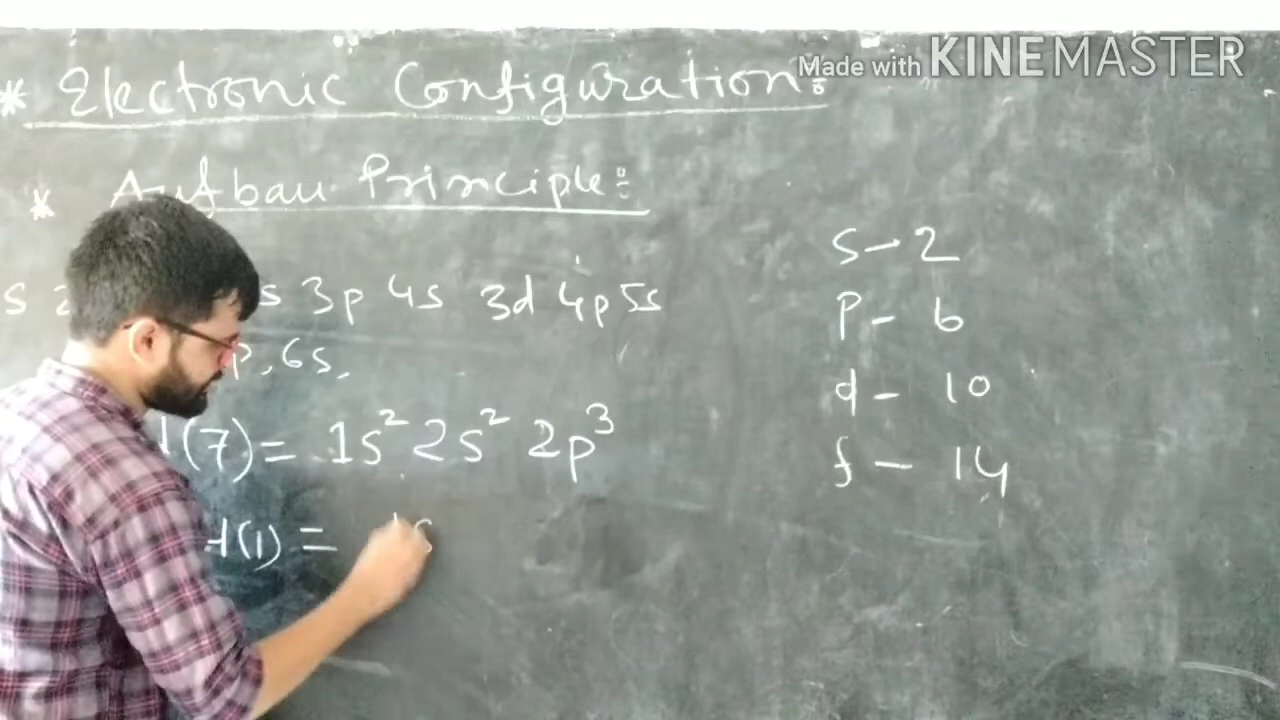 Made with KINEMASTER
* Electronic Configuration:
* Aufbau Principle:
s 3p 4s 3d 4p 5s
p, 6s,
(7) = 1s² 2s² 2p³
H(1) = 1s
s - 2
p - 6
d - 10
f - 14